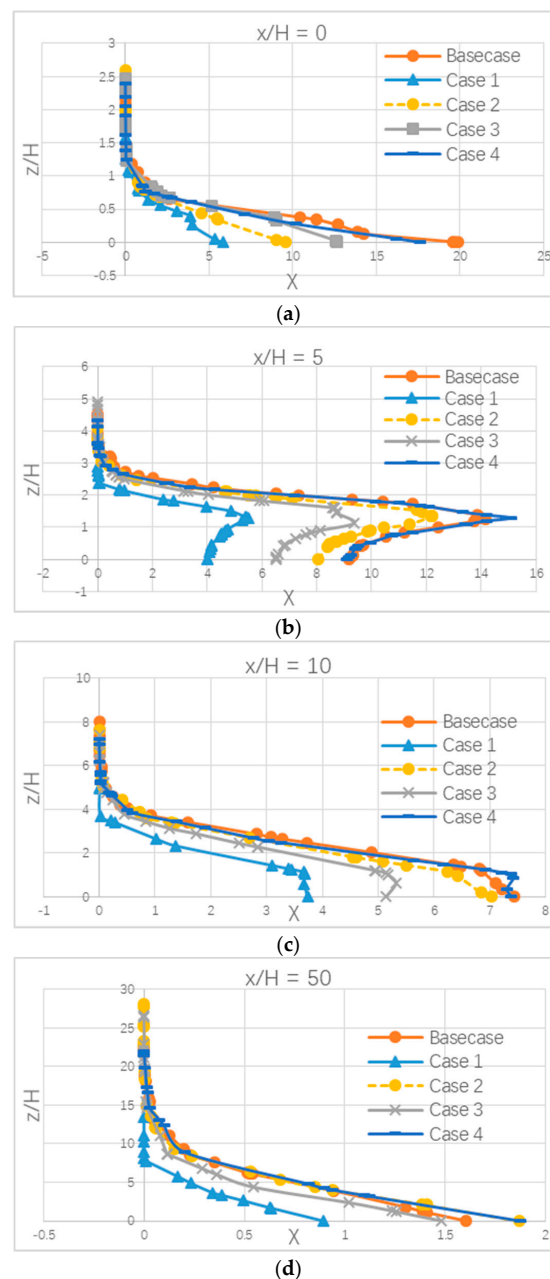 x/H = 0
3
2.5
2
1.5
1
0.5
0
-0.5
z/H
Basecase
Case 1
Case 2
Case 3
Case 4
-5
0
5
10
15
20
25
X
(a)
x/H = 5
6
5
4
3
2
1
0
-1
z/H
Basecase
Case 1
Case 2
Case 3
Case 4
-2
0
2
4
6
8
10
12
14
16
X
(b)
x/H = 10
10
8
6
4
2
0
-2
z/H
Basecase
Case 1
Case 2
Case 3
Case 4
-1
0
1
2
3
4
5
6
7
8
X
(c)
x/H = 50
30
25
20
15
10
5
0
-5
z/H
Basecase
Case 1
Case 2
Case 3
Case 4
-0.5
0
0.5
1
1.5
2
X
(d)